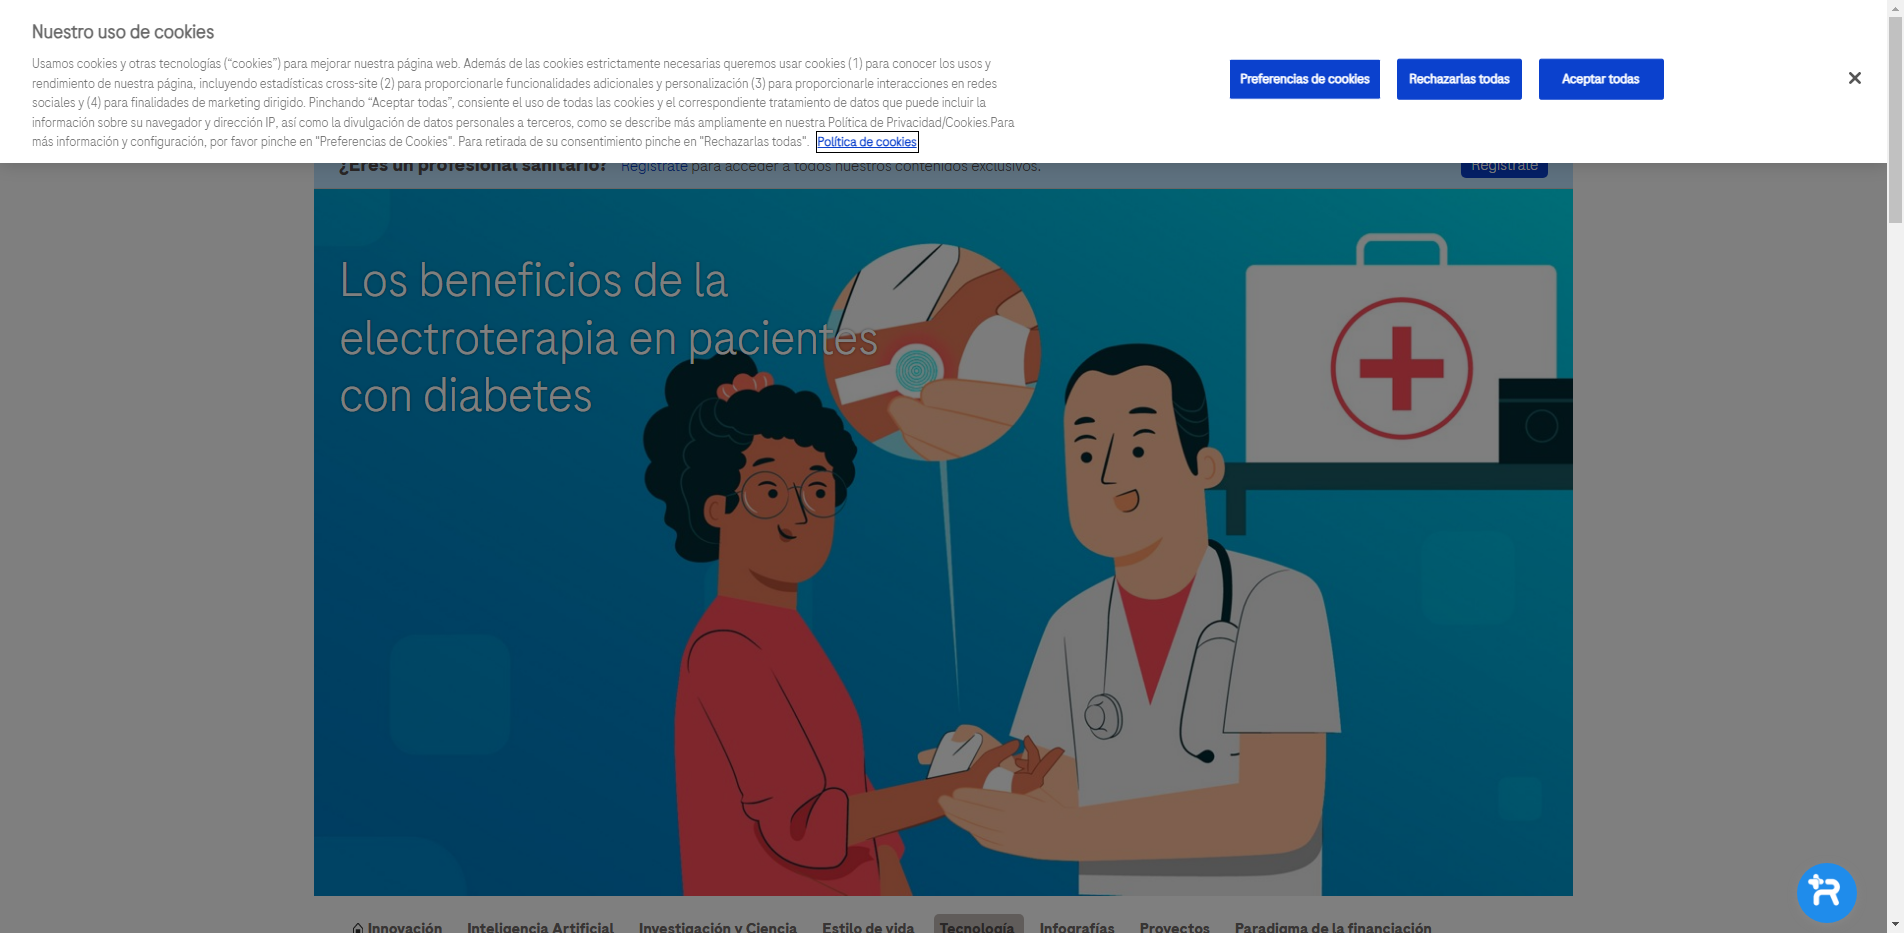 Nuestro uso de cookies
Usamos cookies y otras tecnologías (“cookies”) para mejorar nuestra página web. Además de las cookies estrictamente necesarias queremos usar cookies (1) para conocer los usos y
rendimiento de nuestra página, incluyendo estadísticas cross-site (2) para proporcionarle funcionalidades adicionales y personalización (3) para proporcionarle interacciones en redes
sociales y (4) para finalidades de marketing dirigido. Pinchando “Aceptar todas”, consiente el uso de todas las cookies y el correspondiente tratamiento de datos que puede incluir la
información sobre su navegador y dirección IP, así como la divulgación de datos personales a terceros, como se describe más ampliamente en nuestra Política de Privacidad/Cookies.Para
más información y configuración, por favor pinche en "Preferencias de Cookies". Para retirada de su consentimiento pinche en "Rechazarlas todas". Política de cookies
Preferencias de cookies
Rechazarlas todas
Aceptar todas
¿Eres un profesional sanitario? Regístrate para acceder a todos nuestros contenidos exclusivos.
Regístrate
Los beneficios de la
electroterapia en pacientes
con diabetes
Innovación Inteligencia Artificial Investigación y Ciencia Estilo de vida Tecnología Infografías Proyectos Paradigma de la financiación